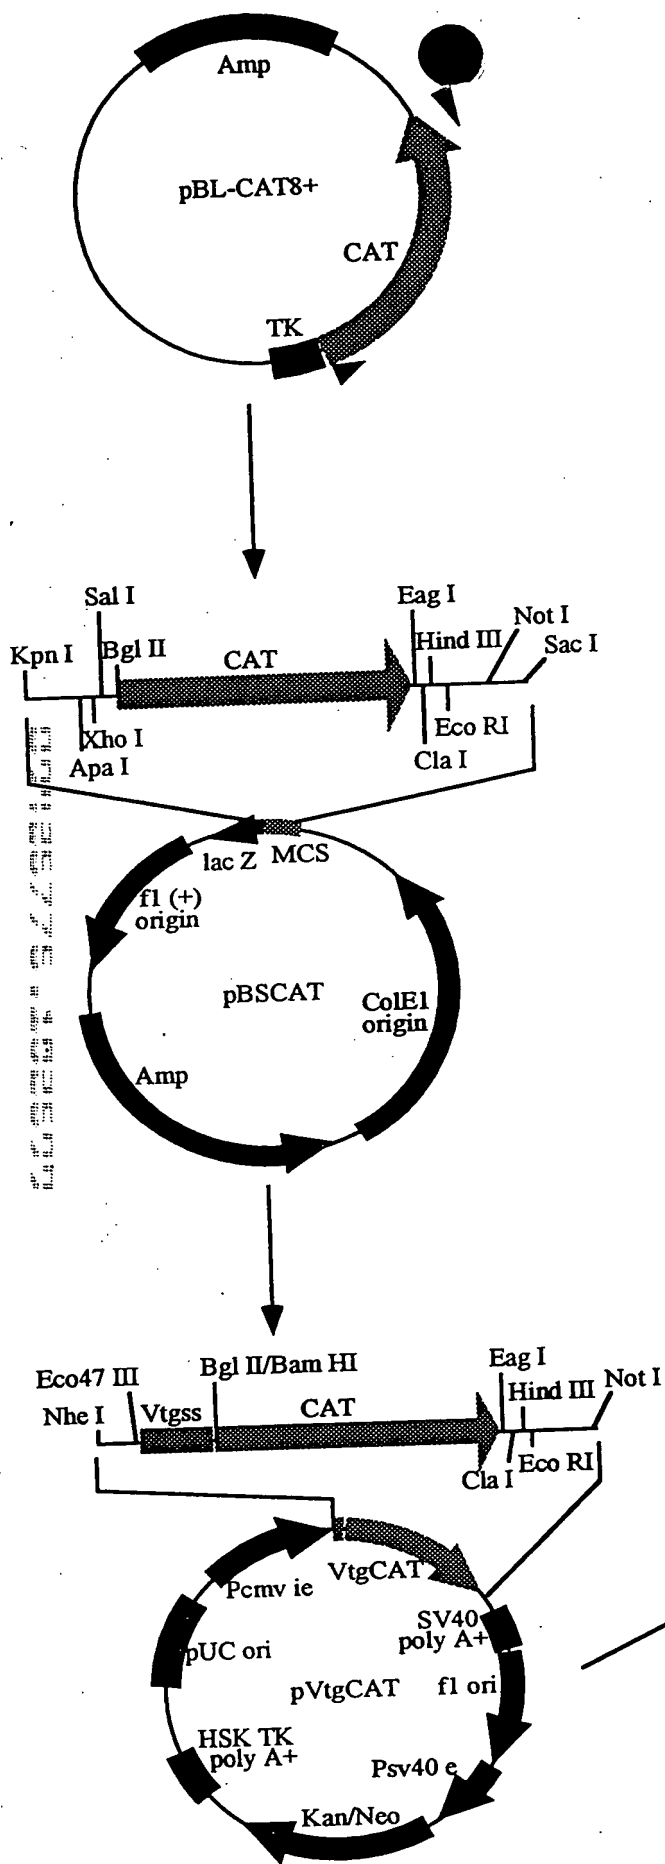 Amp
pBL-CAT8+
CAT
TK
Sal I
Eag I
Not I
Kpn I
Bgl II
CAT
Hind III
Sac I
Xho I
Eco RI
Apa I
Cla I
lac Z
MCS
f1 (+)
origin
pBSCAT
ColE1
origin
Amp
Bgl II/Bam HI
Eag I
Eco47 III
Hind III
Not I
Nhe I
Vtgss
CAT
Cla I
Eco RI
Pcmv ie
VtgCAT
SV40
poly A+
pUC ori
pVtgCAT
f1 ori
HSK TK
poly A+
Psv40 e
Kan/Neo